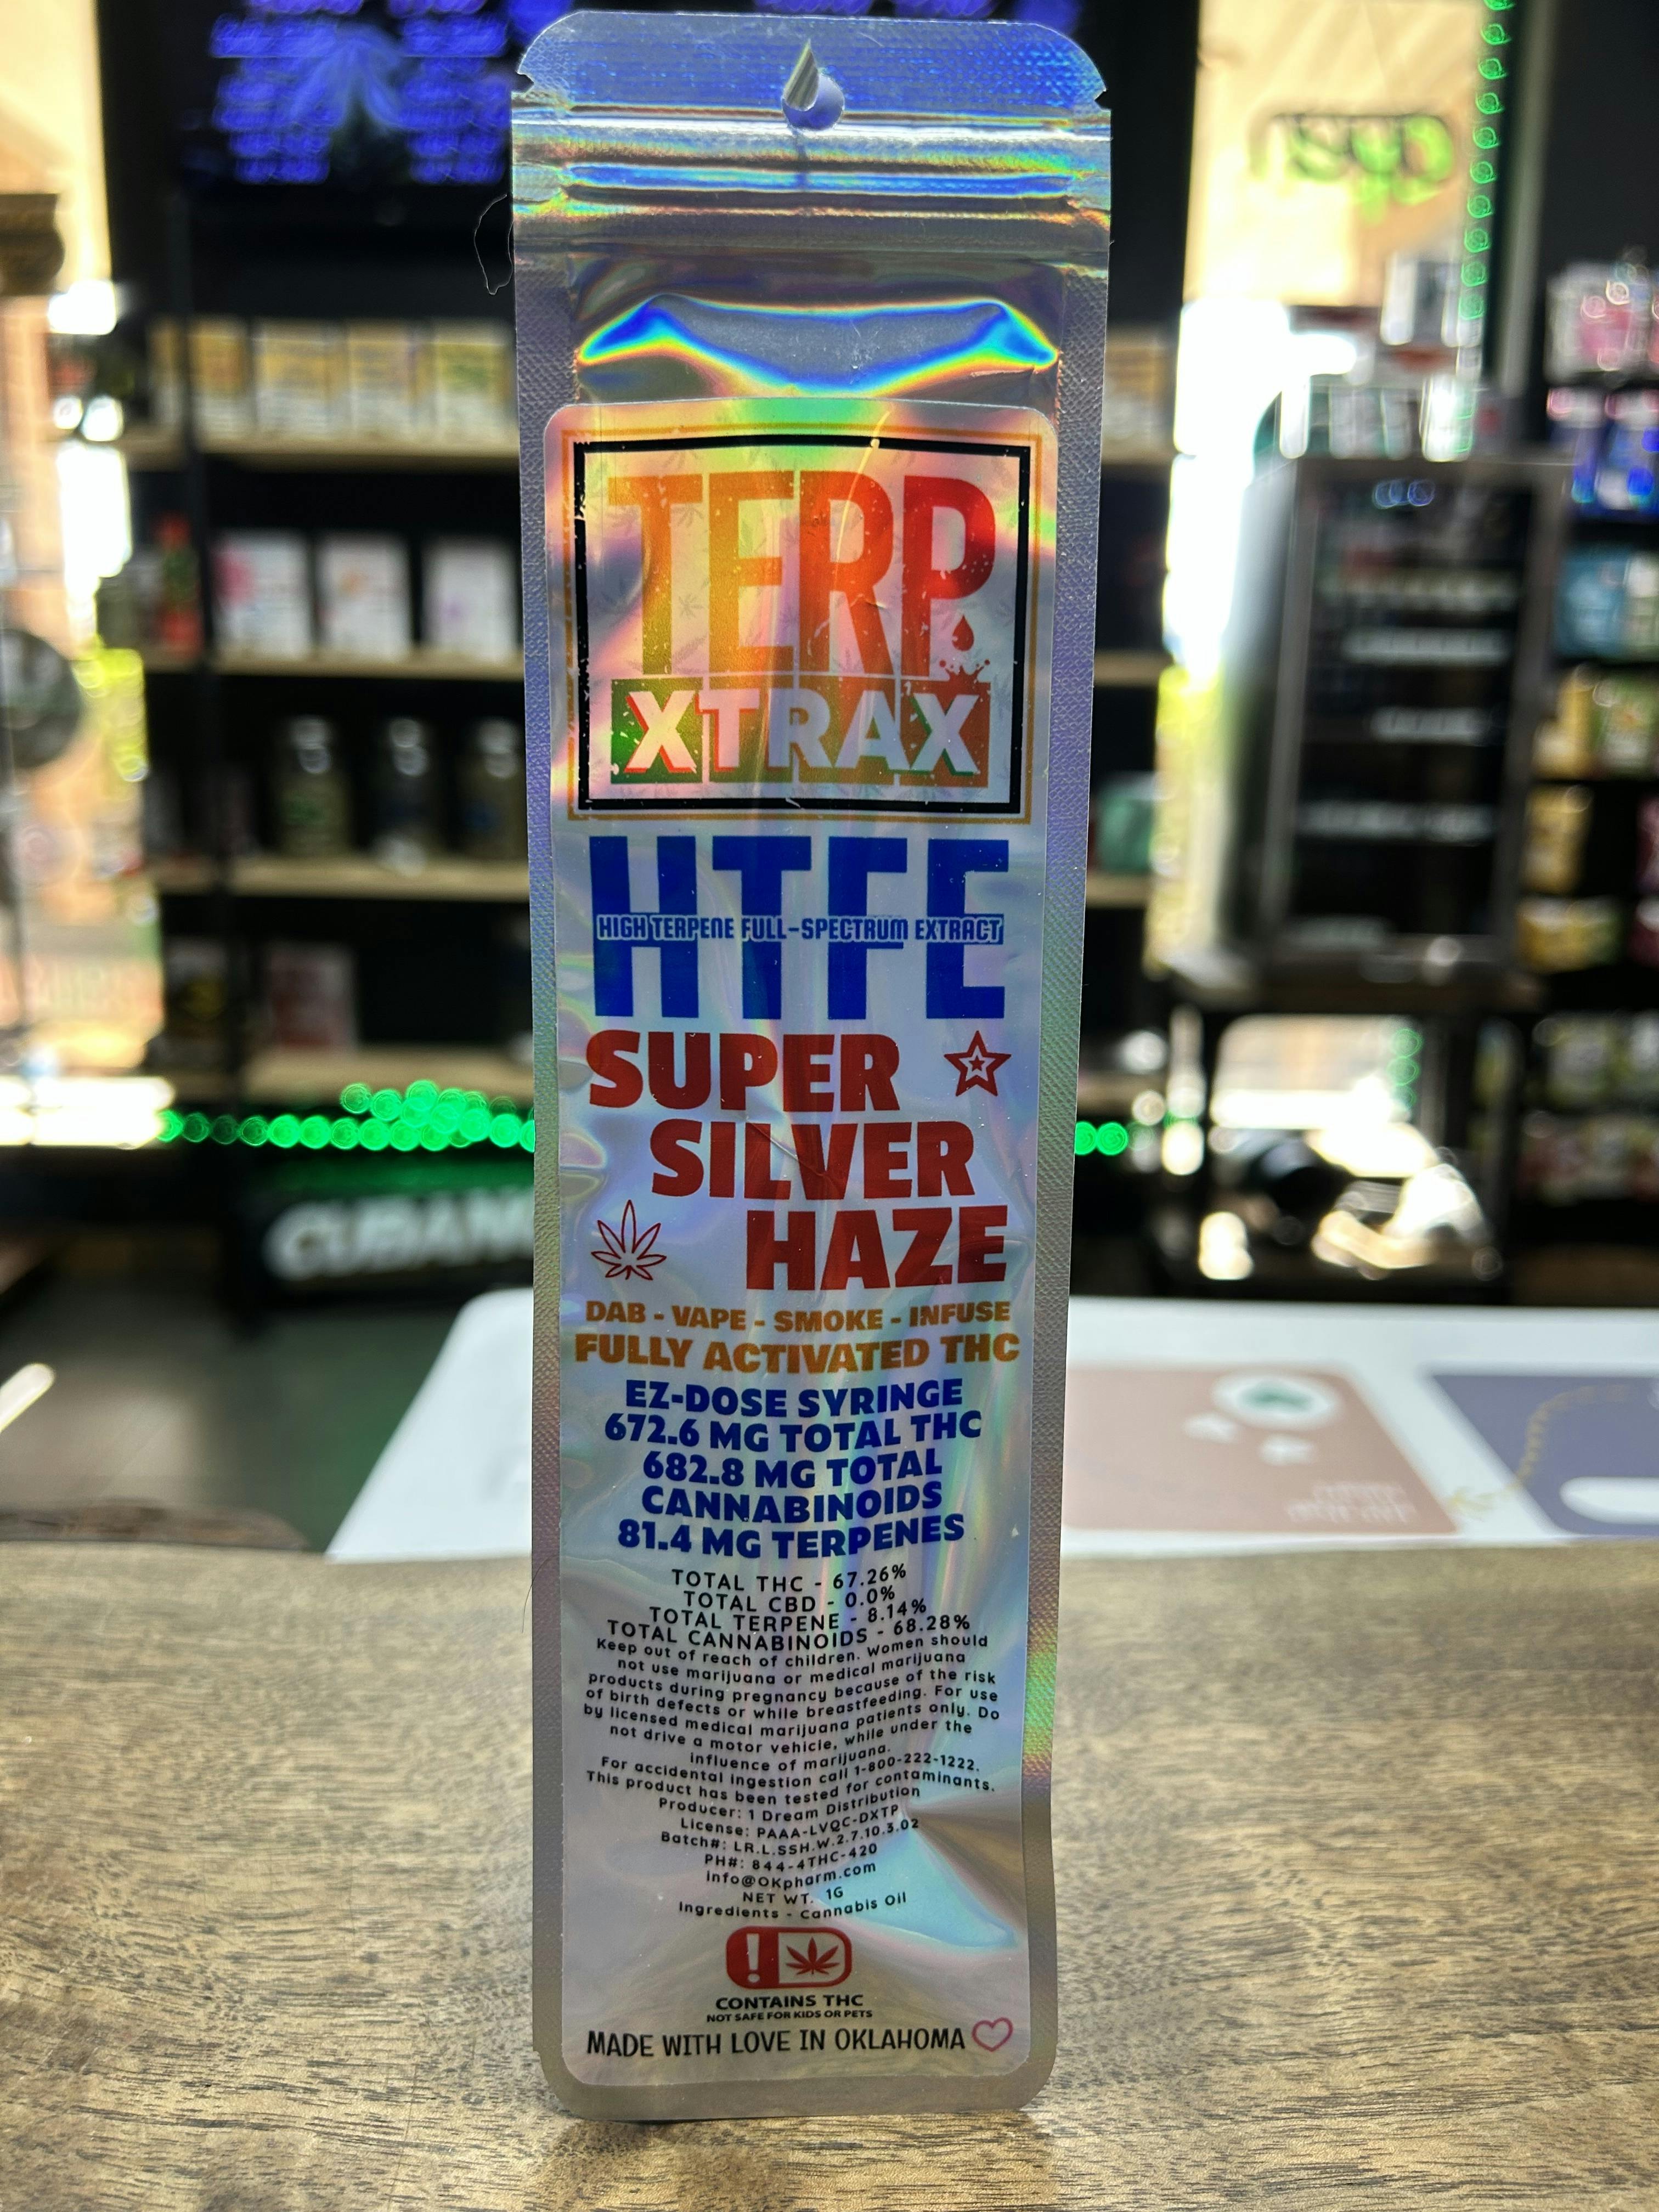 open
TERP
XTRAX
HTFE
HIGH TERPENE FULL-SPECTRUM EXTRACT
SUPER
SILVER
HAZE
DAB - VAPE - SMOKE - INFUSE
FULLY ACTIVATED THC
EZ-DOSE SYRINGE
672.6 MG TOTAL THC
682.8 MG TOTAL
CANNABINOIDS
81.4 MG TERPENES
TOTAL THC - 67.26%
TOTAL CBD - 0.0%
TOTAL TERPENE - 8.14%
TOTAL CANNABINOIDS - 68.28%
Keep out of reach of children. Women should
not use marijuana or medical marijuana
products during pregnancy because of the risk
of birth defects or while breastfeeding. For use
by licensed medical marijuana patients only. Do
not drive a motor vehicle, while under the
influence of marijuana.
For accidental ingestion call 1-800-222-1222.
This product has been tested for contaminants.
Producer: 1 Dream Distribution
License: PAAA-LVQC-DXTP
Batch#: LR.L.SSH.W.2.7.10.3.02
PH#: 844-4THC-420
info@OKpharm.com
NET WT. 1G
Ingredients - Cannabis Oil
!
CONTAINS THC
NOT SAFE FOR KIDS OR PETS
MADE WITH LOVE IN OKLAHOMA